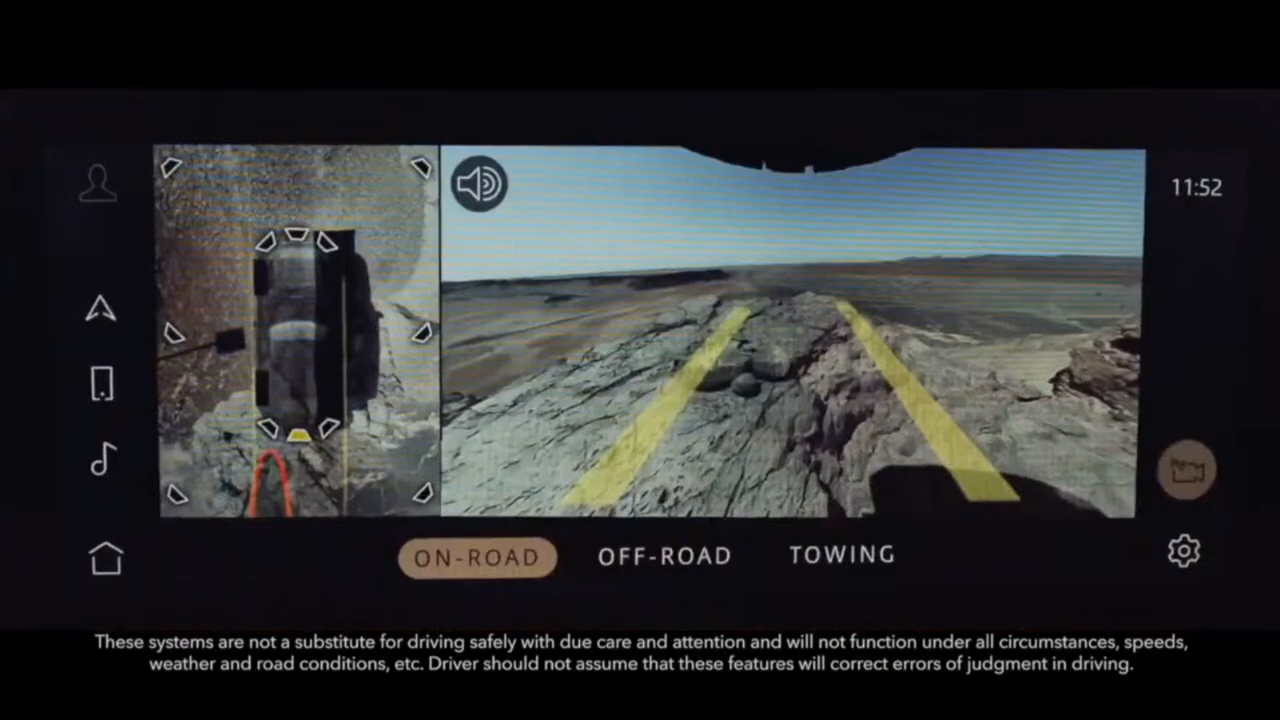 11:52
ON-ROAD OFF-ROAD TOWING
These systems are not a substitute for driving safely with due care and attention and will not function under all circumstances, speeds,
weather and road conditions, etc. Driver should not assume that these features will correct errors of judgment in driving.